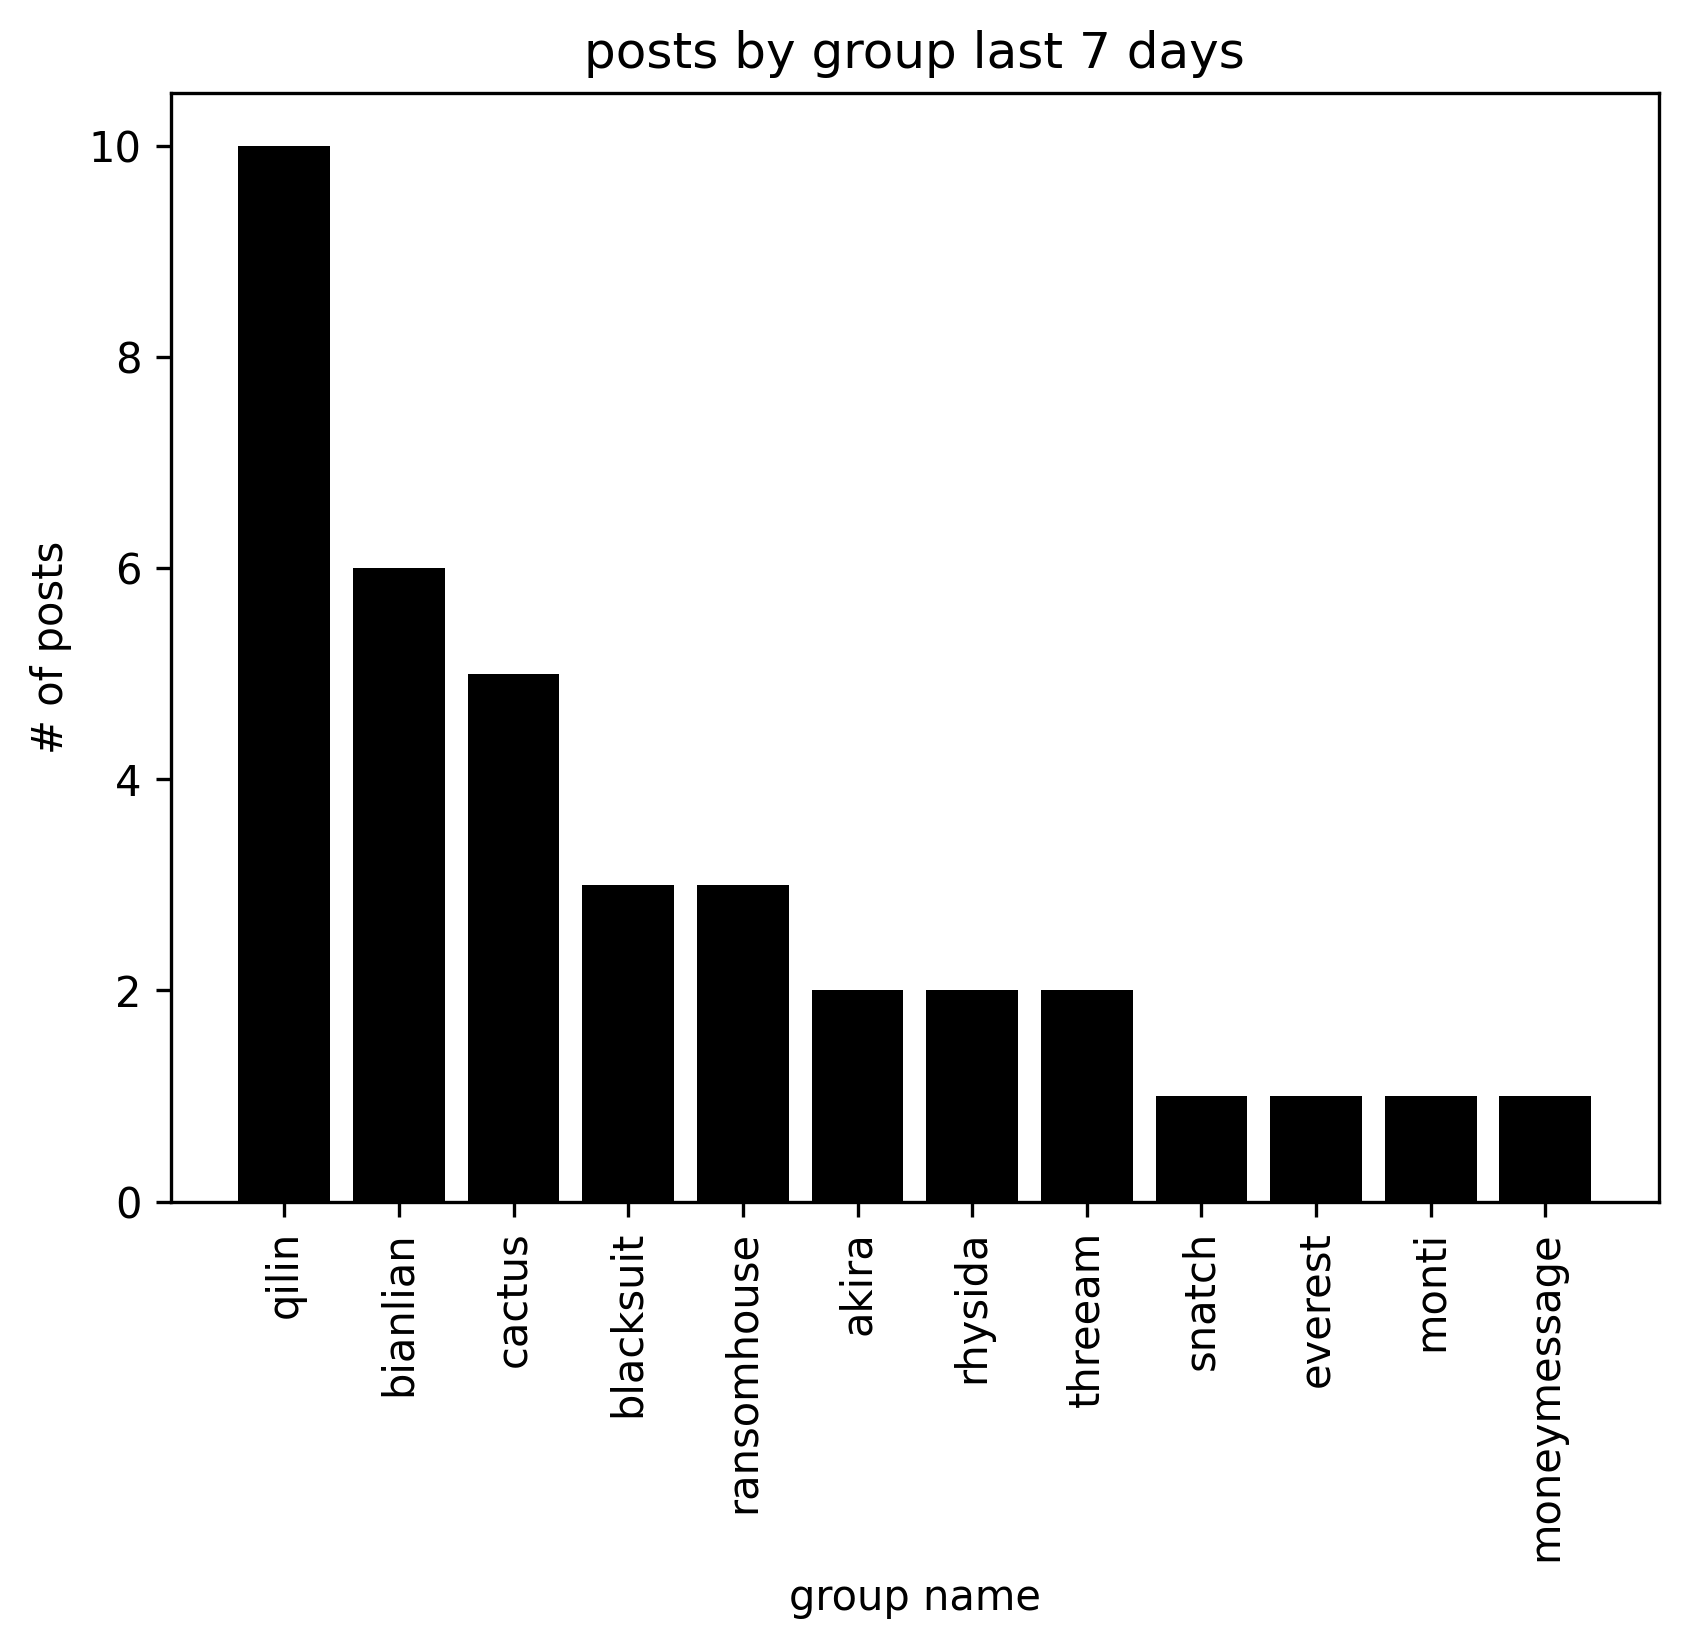 posts by group last 7 days
10
8
6
4
2
0
# of posts
qilin
bianlian
cactus
blacksuit
ransomhouse
akira
rhysida
threeam
snatch
everest
monti
moneymessage
group name